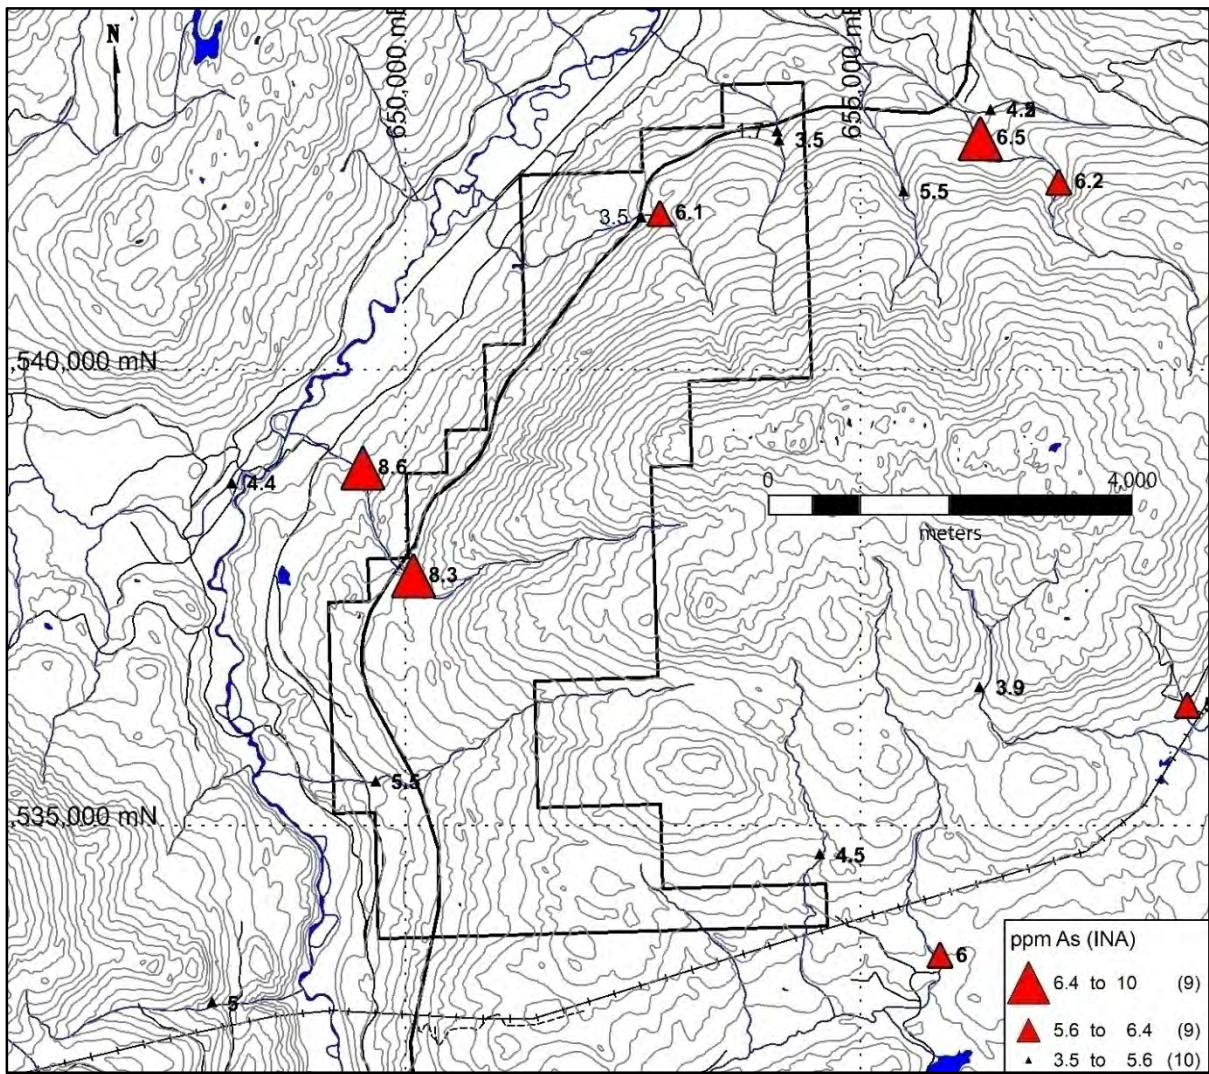 N
650,000 mE
655,000 mE
6.5
1.7
3.5
6.2
5.5
3.5
6.1
,540,000 mN
8.6
4.4
0
4,000
meters
8.3
3.9
5.5
,535,000 mN
4.5
6
5
ppm As (INA)
6.4 to 10 (9)
5.6 to 6.4 (9)
3.5 to 5.6 (10)